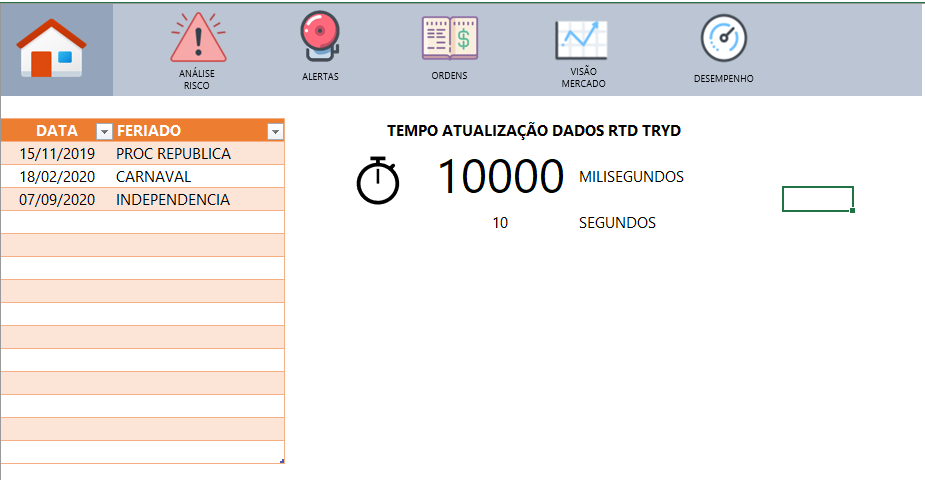 ANÁLISE
RISCO
ALERTAS
ORDENS
VISÃO
MERCADO
DESEMPENHO
DATA FERIADO
15/11/2019 PROC REPUBLICA
18/02/2020 CARNAVAL
07/09/2020 INDEPENDENCIA
TEMPO ATUALIZAÇÃO DADOS RTD TRYD
10000 MILISEGUNDOS
10 SEGUNDOS